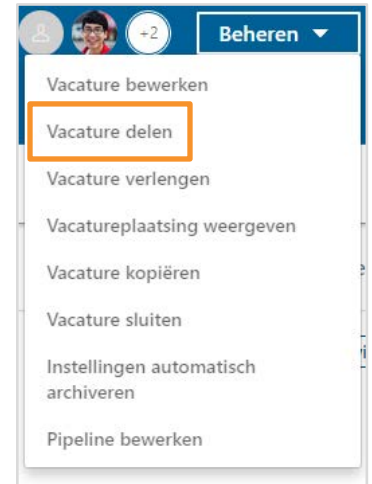 +2 Beheren
Vacature bewerken
Vacature delen
Vacature verlengen
Vacatureplaatsing weergeven
Vacature kopiëren
Vacature sluiten
Instellingen automatisch
archiveren
Pipeline bewerken